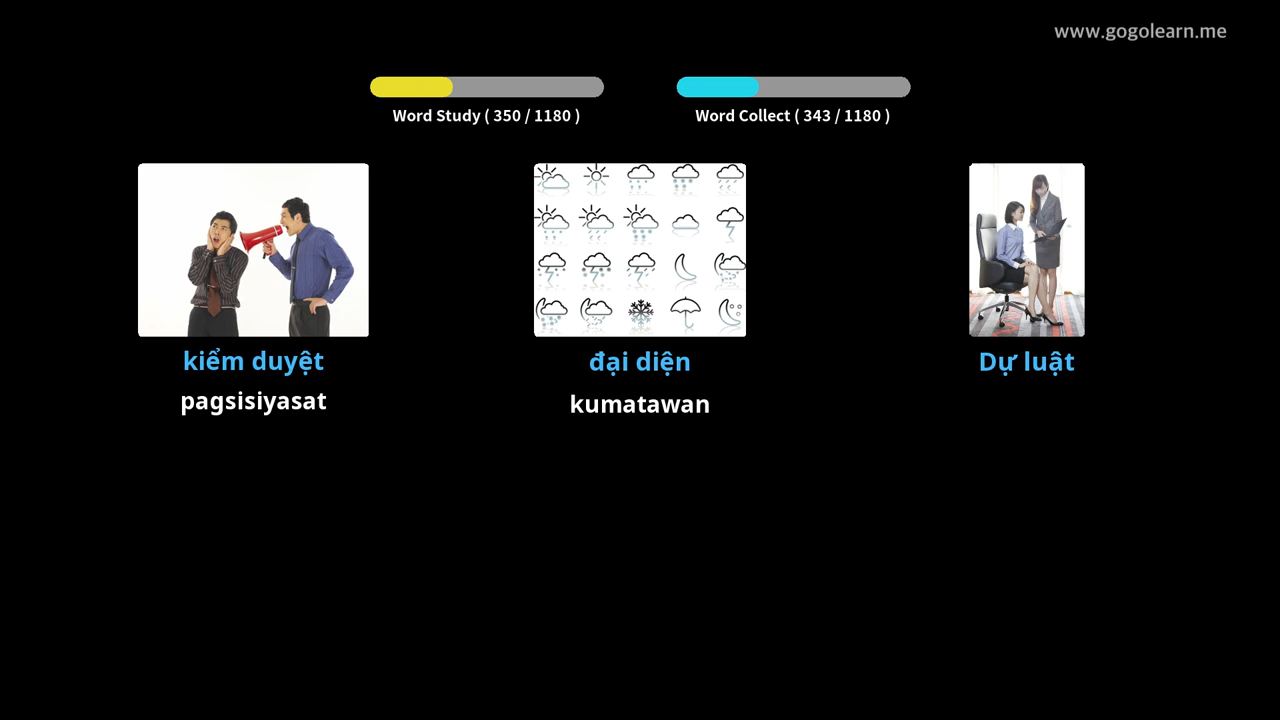 www.gogolearn.me
Word Study ( 350 / 1180 )
Word Collect ( 343 / 1180 )
kiểm duyệt
pagsisiyasat
đại diện
kumatawan
Dự luật